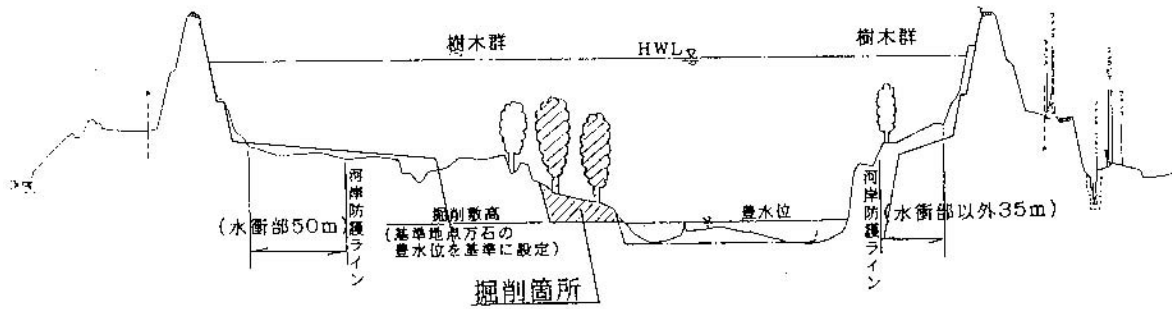 樹木群
HWL
樹木群
河岸防護ライン
(水衝部50m)
掘削敷高
(基準地点万石の
豊水位を基準に設定)
豊水位
河岸防護ライン
(水衝部以外35m)
掘削箇所